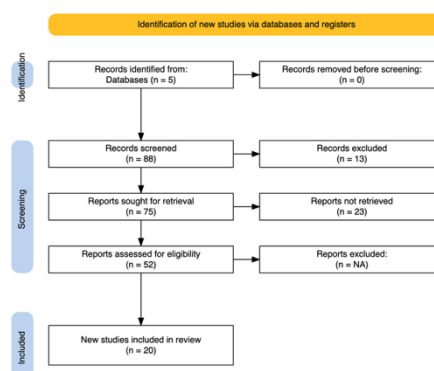 Identification of new studies via databases and registers
Identification
Records identified from:
Databases (n = 5)
Records removed before screening:
(n = 0)
Screening
Records screened
(n = 88)
Records excluded
(n = 13)
Reports sought for retrieval
(n = 75)
Reports not retrieved
(n = 23)
Reports assessed for eligibility
(n = 52)
Reports excluded:
(n = NA)
Included
New studies included in review
(n = 20)